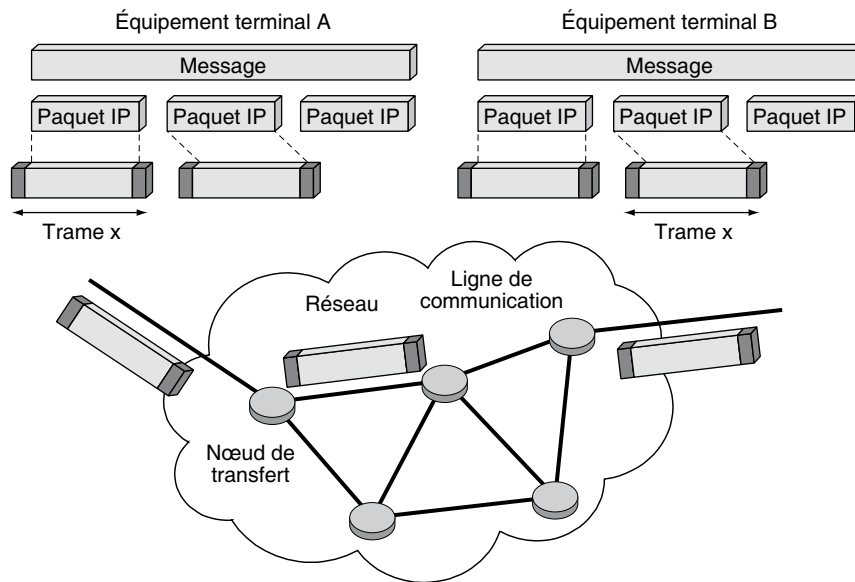 Équipement terminal A
Équipement terminal B
Message
Message
Paquet IP
Paquet IP
Paquet IP
Paquet IP
Paquet IP
Paquet IP
Trame x
Trame x
Réseau
Ligne de
communication
Nœud de
transfert